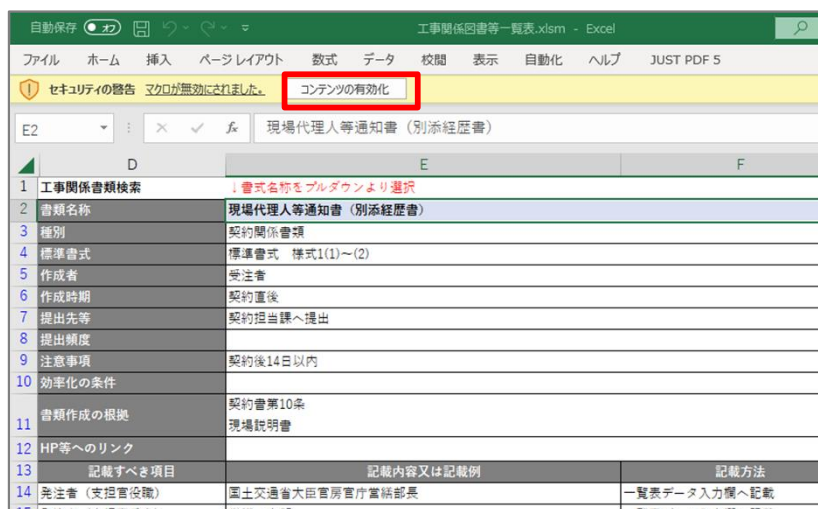 自動保存 オフ 工事関係図書等一覧表.xlsm - Excel
ファイル ホーム 挿入 ページ レイアウト 数式 データ 校閲 表示 自動化 ヘルプ JUST PDF 5
セキュリティの警告 マクロが無効にされました。 コンテンツの有効化
E2 fx 現場代理人等通知書（別添経歴書）
D E F
1 工事関係書類検索 ↓書式名称をプルダウンより選択
2 書類名称 現場代理人等通知書（別添経歴書）
3 種別 契約関係書類
4 標準書式 標準書式 様式1(1)～(2)
5 作成者 受注者
6 作成時期 契約直後
7 提出先等 契約担当課へ提出
8 提出頻度
9 注意事項 契約後14日以内
10 効率化の条件
契約書第10条
11 書類作成の根拠
現場説明書
12 HP等へのリンク
13 記載すべき項目 記載内容又は記載例 記載方法
14 発注者（支担官役職） 国土交通省大臣官房官庁営繕部長 一覧表データ入力欄へ記載